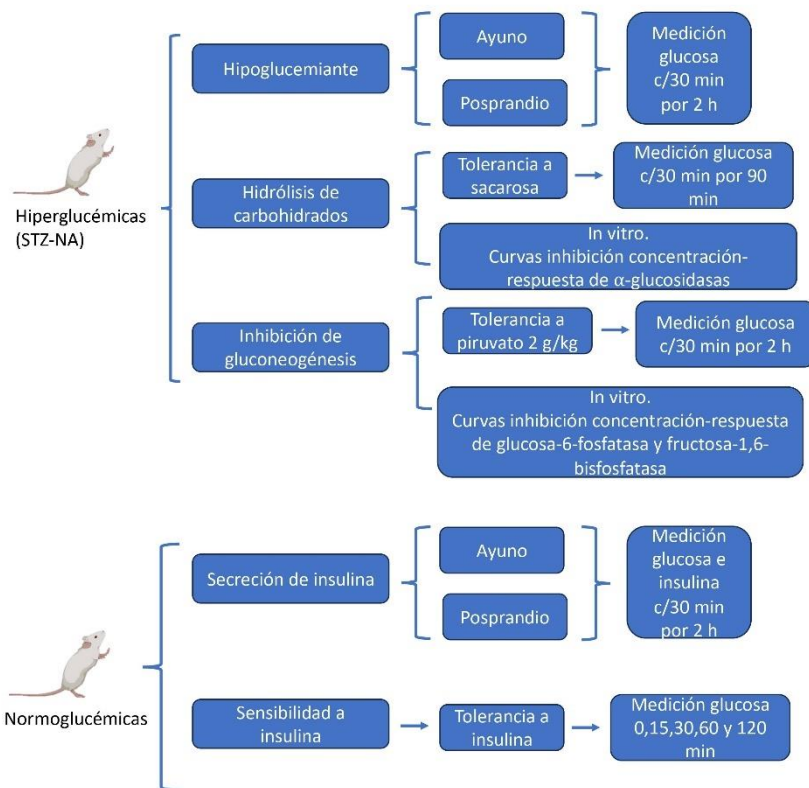 Hiperglucémicas
(STZ-NA)
Hipoglucemiante
Ayuno
Posprandio
Medición
glucosa
c/30 min
por 2 h
Hidrólisis de
carbohidratos
Tolerancia a
sacarosa
Medición glucosa
c/30 min por 90
min
In vitro.
Curvas inhibición concentración-
respuesta de α-glucosidasas
Inhibición de
gluconeogénesis
Tolerancia a
piruvato 2 g/kg
Medición glucosa
c/30 min por 2 h
In vitro.
Curvas inhibición concentración-respuesta
de glucosa-6-fosfatasa y fructosa-1,6-
bisfosfatasa
Normoglucémicas
Secreción de insulina
Ayuno
Posprandio
Medición
glucosa e
insulina
c/30 min
por 2 h
Sensibilidad a
insulina
Tolerancia a
insulina
Medición glucosa
0,15,30,60 y 120
min